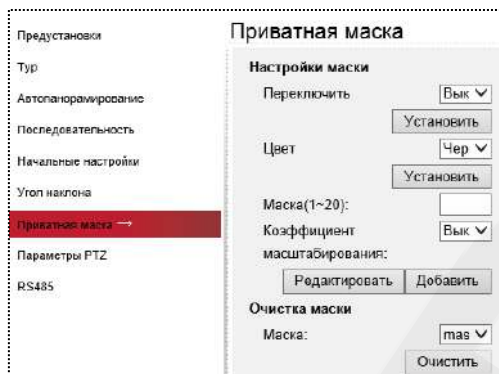 Предустановки
Тур
Автопанорамирование
Последовательность
Начальные настройки
Угол наклона
Приватная маска →
Параметры PTZ
RS485
Приватная маска
Настройки маски
Переключить Вык
Установить
Цвет Чер
Установить
Маска(1~20):
Коэффициент масштабирования: Вык
Редактировать Добавить
Очистка маски
Маска: mas
Очистить